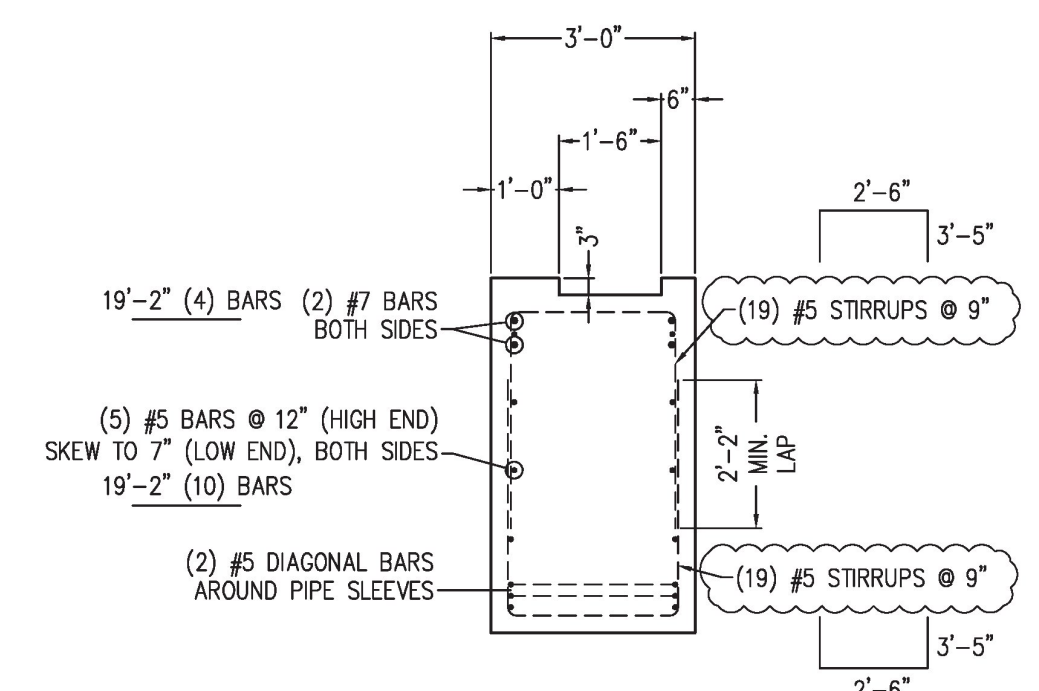 3'-0"
6"
1'-6"
1'-0"
3"
2'-6"
3'-5"
19'-2" (4) BARS (2) #7 BARS
BOTH SIDES
(19) #5 STIRRUPS @ 9"
(5) #5 BARS @ 12" (HIGH END)
SKEW TO 7" (LOW END), BOTH SIDES
19'-2" (10) BARS
2'-2"
MIN.
LAP
(2) #5 DIAGONAL BARS
AROUND PIPE SLEEVES
(19) #5 STIRRUPS @ 9"
3'-5"
2'-6"